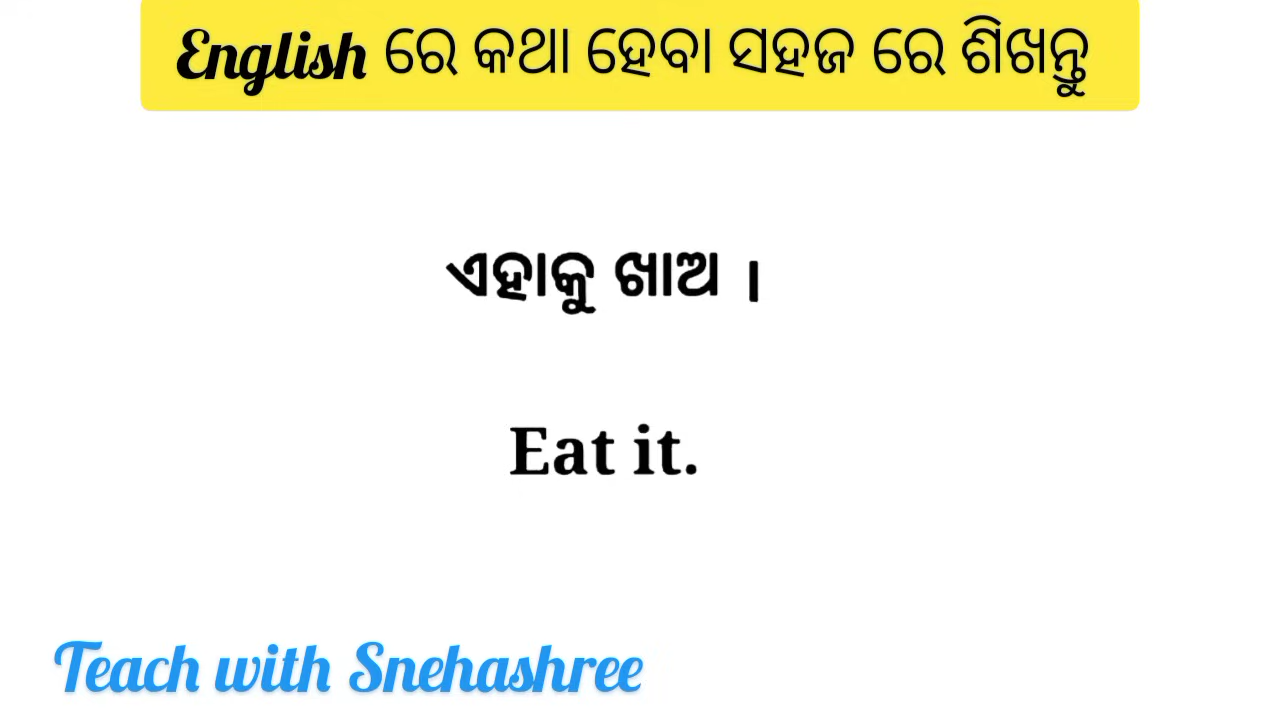 English ରେ କଥା ହେବା ସହଜ ରେ ଶିଖନ୍ତୁ
ଏହାକୁ ଖାଅ ।
Eat it.
Teach with Snehashree